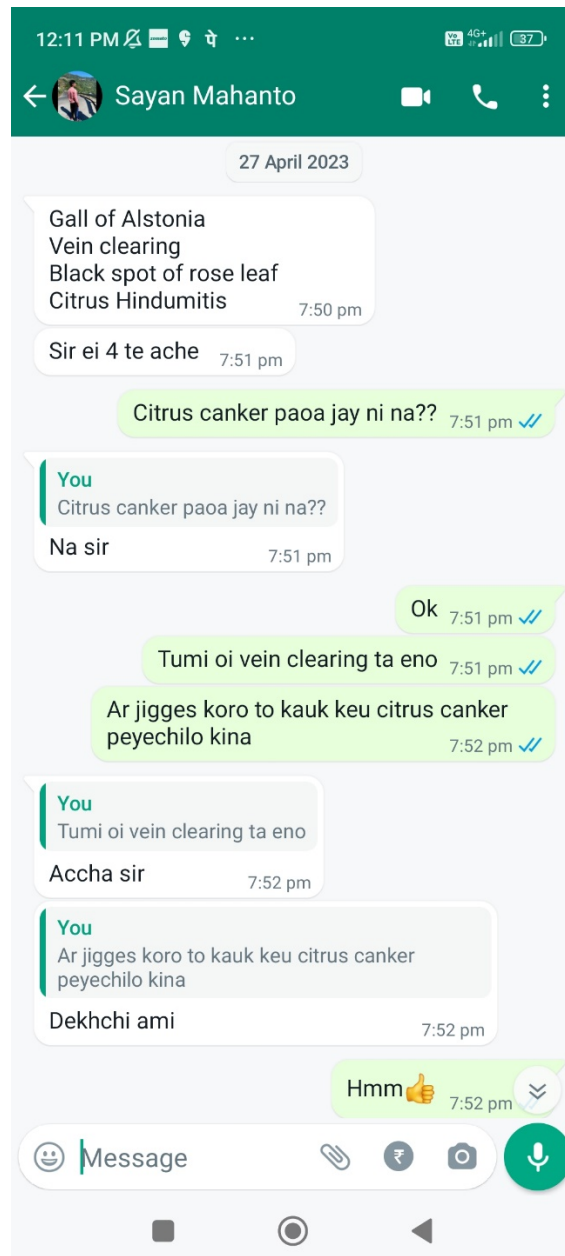 12:11 PM
4G+
Vo
LTE
37
Sayan Mahanto
27 April 2023
Gall of Alstonia
Vein clearing
Black spot of rose leaf
Citrus Hindumitis
7:50 pm
Sir ei 4 te ache
7:51 pm
Citrus canker paoa jay ni na??
7:51 pm
You
Citrus canker paoa jay ni na??
Na sir
7:51 pm
Ok
7:51 pm
Tumi oi vein clearing ta eno
7:51 pm
Ar jigges koro to kauk keu citrus canker
peyechilo kina
7:52 pm
You
Tumi oi vein clearing ta eno
Accha sir
7:52 pm
You
Ar jigges koro to kauk keu citrus canker
peyechilo kina
Dekhchi ami
7:52 pm
Hmm👍
7:52 pm
Message